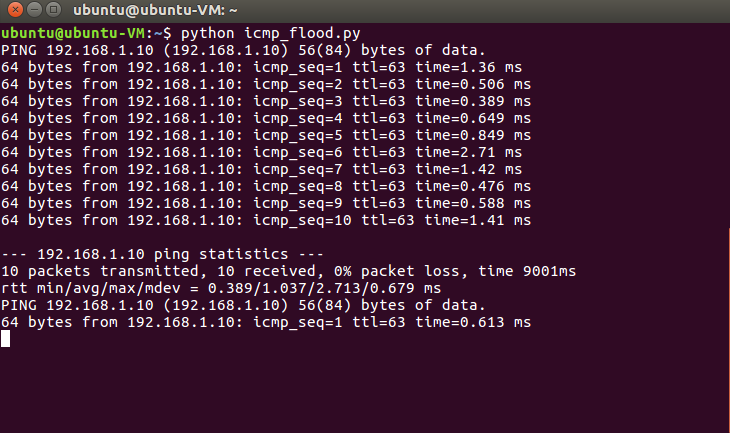 ubuntu@ubuntu-VM: ~
ubuntu@ubuntu-VM:~$ python icmp_flood.py
PING 192.168.1.10 (192.168.1.10) 56(84) bytes of data.
64 bytes from 192.168.1.10: icmp_seq=1 ttl=63 time=1.36 ms
64 bytes from 192.168.1.10: icmp_seq=2 ttl=63 time=0.506 ms
64 bytes from 192.168.1.10: icmp_seq=3 ttl=63 time=0.389 ms
64 bytes from 192.168.1.10: icmp_seq=4 ttl=63 time=0.649 ms
64 bytes from 192.168.1.10: icmp_seq=5 ttl=63 time=0.849 ms
64 bytes from 192.168.1.10: icmp_seq=6 ttl=63 time=2.71 ms
64 bytes from 192.168.1.10: icmp_seq=7 ttl=63 time=1.42 ms
64 bytes from 192.168.1.10: icmp_seq=8 ttl=63 time=0.476 ms
64 bytes from 192.168.1.10: icmp_seq=9 ttl=63 time=0.588 ms
64 bytes from 192.168.1.10: icmp_seq=10 ttl=63 time=1.41 ms
--- 192.168.1.10 ping statistics ---
10 packets transmitted, 10 received, 0% packet loss, time 9001ms
rtt min/avg/max/mdev = 0.389/1.037/2.713/0.679 ms
PING 192.168.1.10 (192.168.1.10) 56(84) bytes of data.
64 bytes from 192.168.1.10: icmp_seq=1 ttl=63 time=0.613 ms